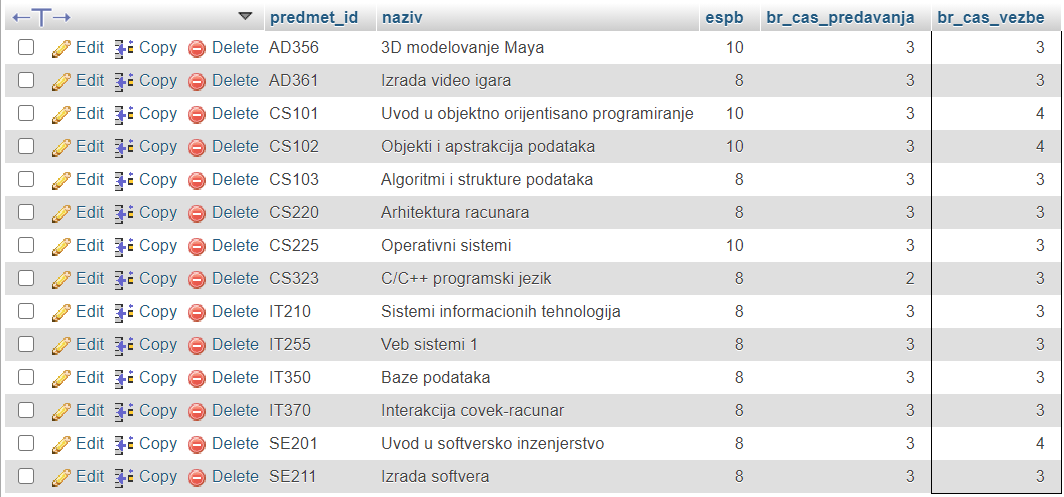 predmet_id naziv espb br_cas_predavanja br_cas_vezbe
Edit Copy Delete AD356 3D modelovanje Maya 10 3 3
Edit Copy Delete AD361 Izrada video igara 8 3 3
Edit Copy Delete CS101 Uvod u objektno orijentisano programiranje 10 3 4
Edit Copy Delete CS102 Objekti i apstrakcija podataka 10 3 4
Edit Copy Delete CS103 Algoritmi i strukture podataka 8 3 3
Edit Copy Delete CS220 Arhitektura racunara 8 3 3
Edit Copy Delete CS225 Operativni sistemi 10 3 3
Edit Copy Delete CS323 C/C++ programski jezik 8 2 3
Edit Copy Delete IT210 Sistemi informacionih tehnologija 8 3 3
Edit Copy Delete IT255 Veb sistemi 1 8 3 3
Edit Copy Delete IT350 Baze podataka 8 3 3
Edit Copy Delete IT370 Interakcija covek-racunar 8 3 3
Edit Copy Delete SE201 Uvod u softversko inzenjerstvo 8 3 4
Edit Copy Delete SE211 Izrada softvera 8 3 3